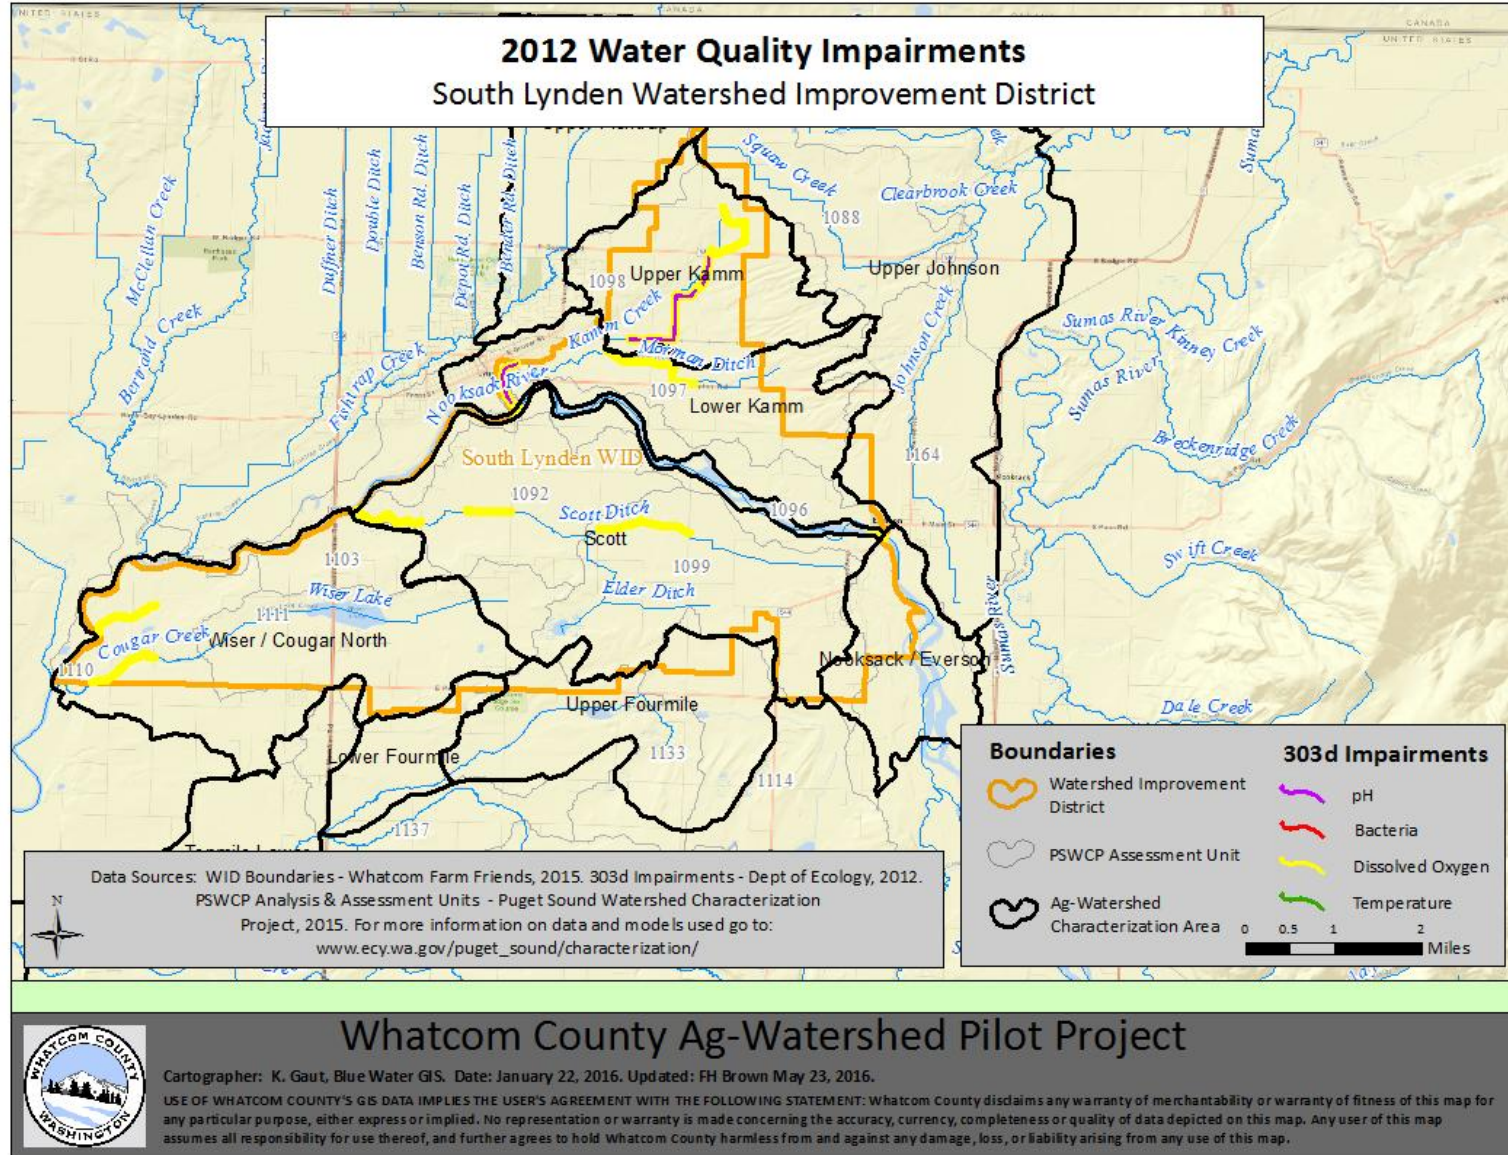 UNITED STATES
CANADA
CANADA
UNITED STATES
2012 Water Quality Impairments
South Lynden Watershed Improvement District
McClellan Creek
Bertrand Creek
Duffner Ditch
Double Ditch
Benson Rd. Ditch
Depot Rd. Ditch
Bender Rd. Ditch
Fishtrap Creek
Squaw Creek
Clearbrook Creek
1088
Upper Johnson
1098
Upper Kamm
Kamm Creek
Mormon Ditch
Nooksack River
1097
Lower Kamm
Johnson Creek
Sumas River
Kinney Creek
Sumas River
Breckenridge Creek
South Lynden WID
1164
1092
Scott Ditch
1096
Scott
1103
1099
Swift Creek
Wiser Lake
Elder Ditch
1111
Cougar Creek
Wiser / Cougar North
1110
Nooksack / Everson
Sumas River
Upper Fourmile
Dale Creek
Lower Fourmile
1133
1114
1137
Boundaries
Watershed Improvement
District
PSWCP Assessment Unit
Ag-Watershed
Characterization Area
303d Impairments
pH
Bacteria
Dissolved Oxygen
Temperature
0 0.5 1 2
Miles
N
Data Sources: WID Boundaries - Whatcom Farm Friends, 2015. 303d Impairments - Dept of Ecology, 2012.
PSWCP Analysis & Assessment Units - Puget Sound Watershed Characterization
Project, 2015. For more information on data and models used go to:
www.ecy.wa.gov/puget_sound/characterization/
WHATCOM COUNTY
WASHINGTON
Whatcom County Ag-Watershed Pilot Project
Cartographer: K. Gaut, Blue Water GIS. Date: January 22, 2016. Updated: FH Brown May 23, 2016.
USE OF WHATCOM COUNTY'S GIS DATA IMPLIES THE USER'S AGREEMENT WITH THE FOLLOWING STATEMENT: Whatcom County disclaims any warranty of merchantability or warranty of fitness of this map for
any particular purpose, either express or implied. No representation or warranty is made concerning the accuracy, currency, completeness or quality of data depicted on this map. Any user of this map
assumes all responsibility for use thereof, and further agrees to hold Whatcom County harmless from and against any damage, loss, or liability arising from any use of this map.